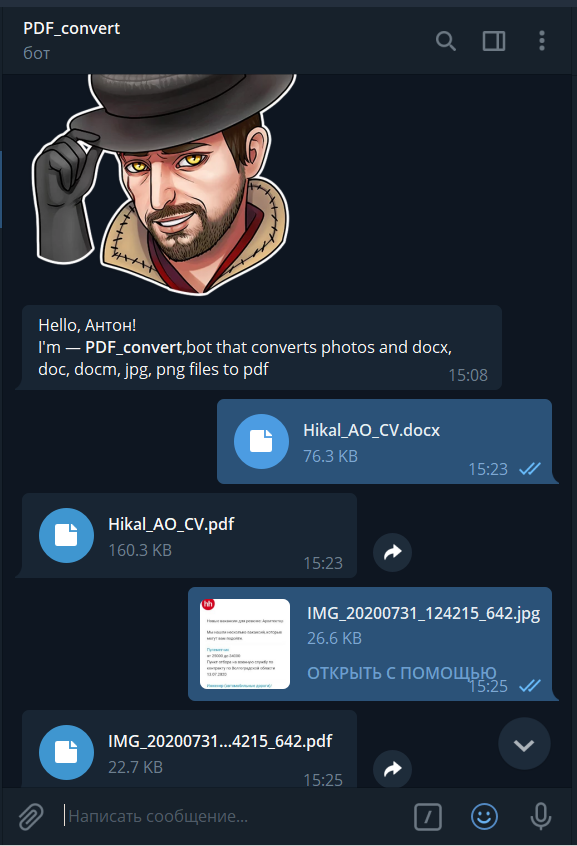 PDF_convert
бот
Hello, Антон!
I'm — PDF_convert,bot that converts photos and docx,
doc, docm, jpg, png files to pdf
15:08
Hikal_AO_CV.docx
76.3 KB
15:23
Hikal_AO_CV.pdf
160.3 KB
15:23
hh
IMG_20200731_124215_642.jpg
26.6 KB
ОТКРЫТЬ С ПОМОЩЬЮ
15:25
IMG_20200731...4215_642.pdf
22.7 KB
15:25
Написать сообщение...